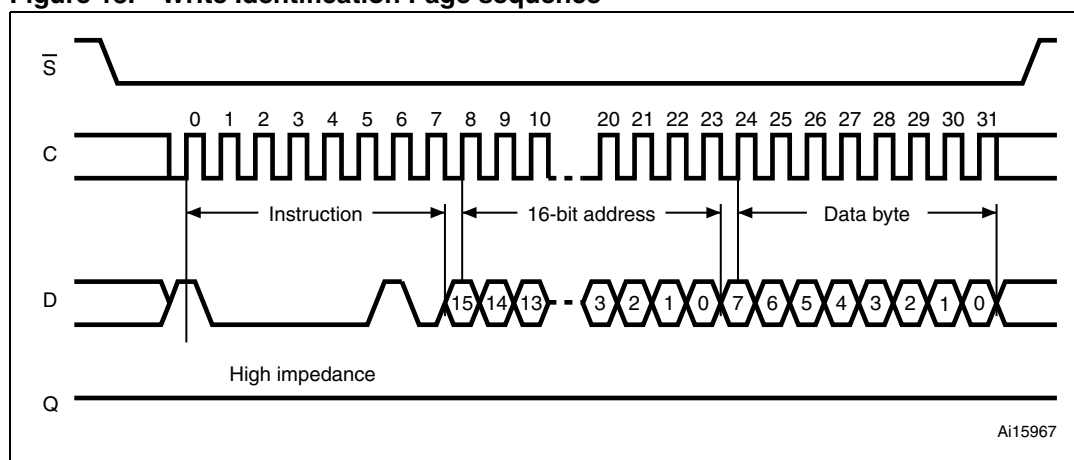 Figure 18. Write Identification Page sequence
S
0 1 2 3 4 5 6 7 8 9 10 20 21 22 23 24 25 26 27 28 29 30 31
C
Instruction 16-bit address Data byte
D
15 14 13 3 2 1 0 7 6 5 4 3 2 1 0
High impedance
Q
Ai15967